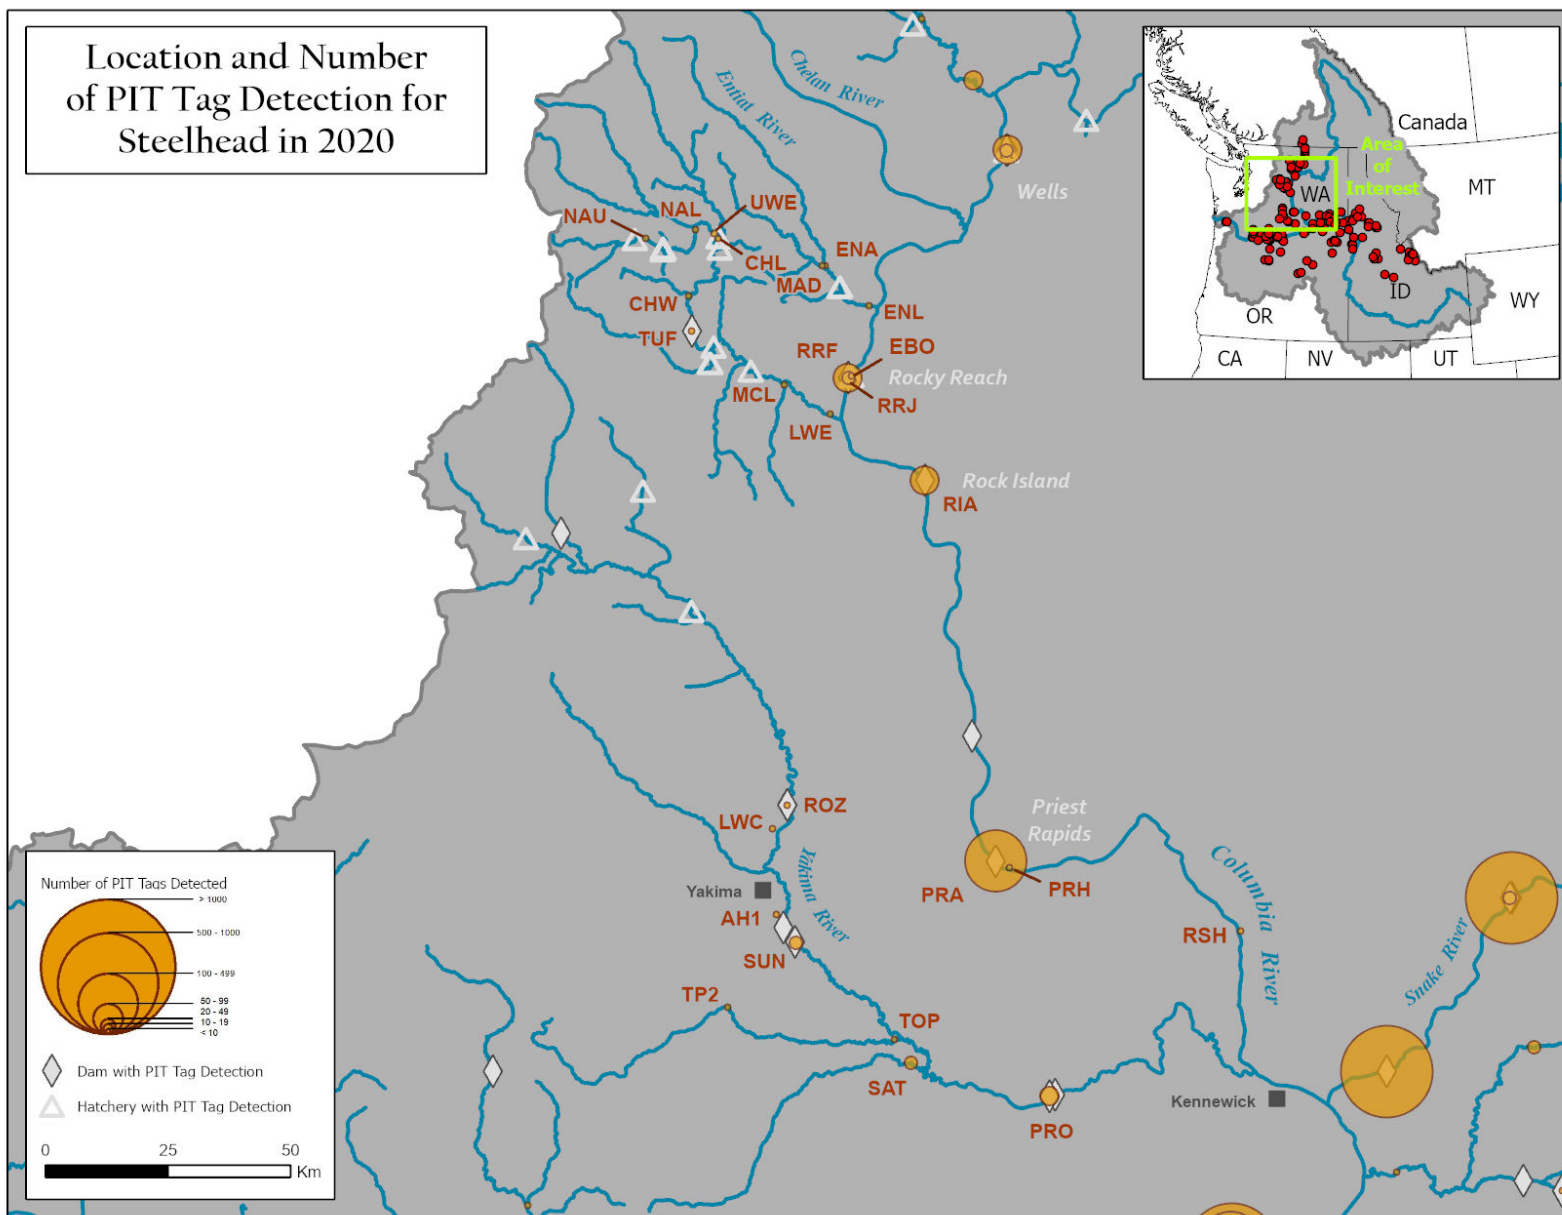 Location and Number
of PIT Tag Detection for
Steelhead in 2020
Entiat River
Chelan River
Wells
Canada
Area
of
Interest
WA
MT
OR
ID
WY
CA
NV
UT
NAU
NAL
UWE
CHL
ENA
MAD
CHW
TUF
ENL
RRF
EBO
Rocky Reach
RRJ
MCL
LWE
RIA
Rock Island
ROZ
LWC
Priest
Rapids
PRA
PRH
Yakima
Yakima River
AH1
SUN
RSH
Columbia River
Snake River
TP2
TOP
SAT
PRO
Kennewick
Number of PIT Tags Detected
> 1000
500 - 1000
100 - 499
50 - 99
20 - 49
10 - 19
< 10
Dam with PIT Tag Detection
Hatchery with PIT Tag Detection
0 25 50
Km